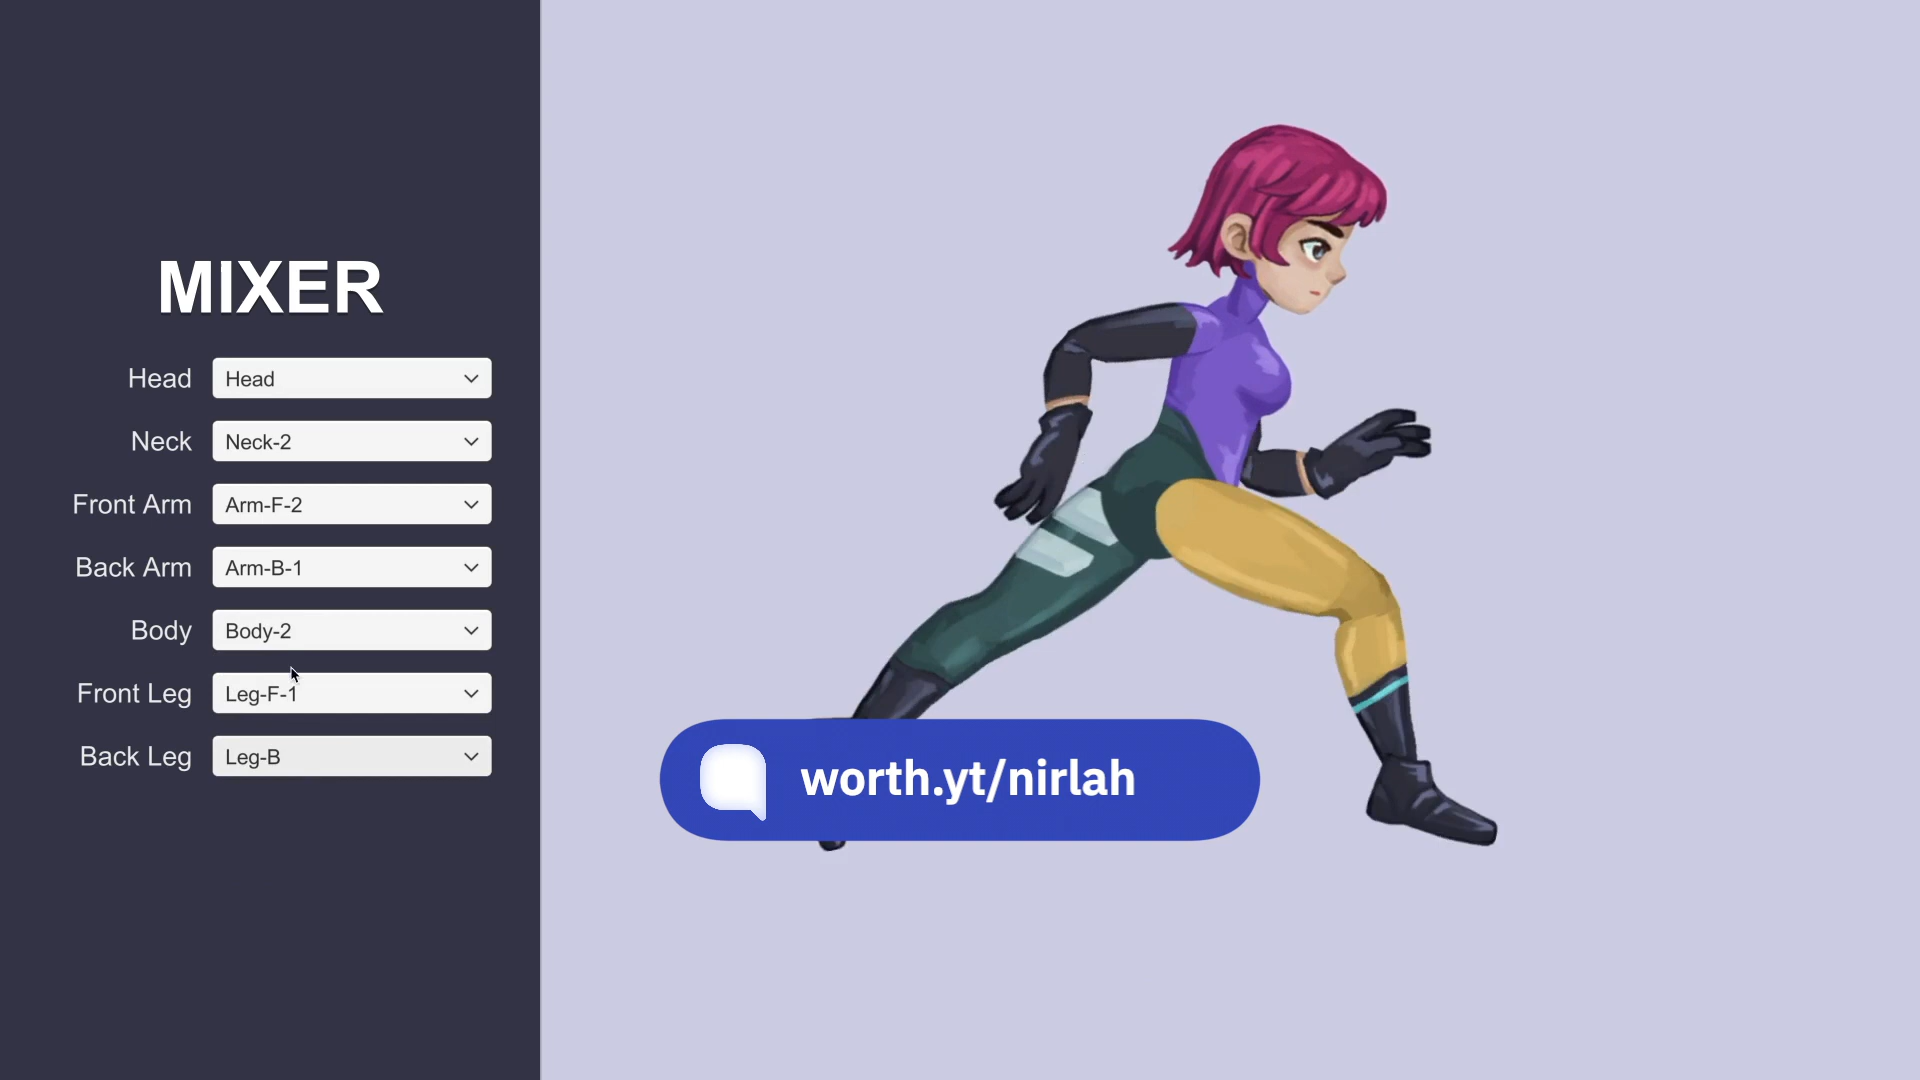 MIXER
Head Head
Neck Neck-2
Front Arm Arm-F-2
Back Arm Arm-B-1
Body Body-2
Front Leg Leg-F-1
Back Leg Leg-B
worth.yt/nirlah